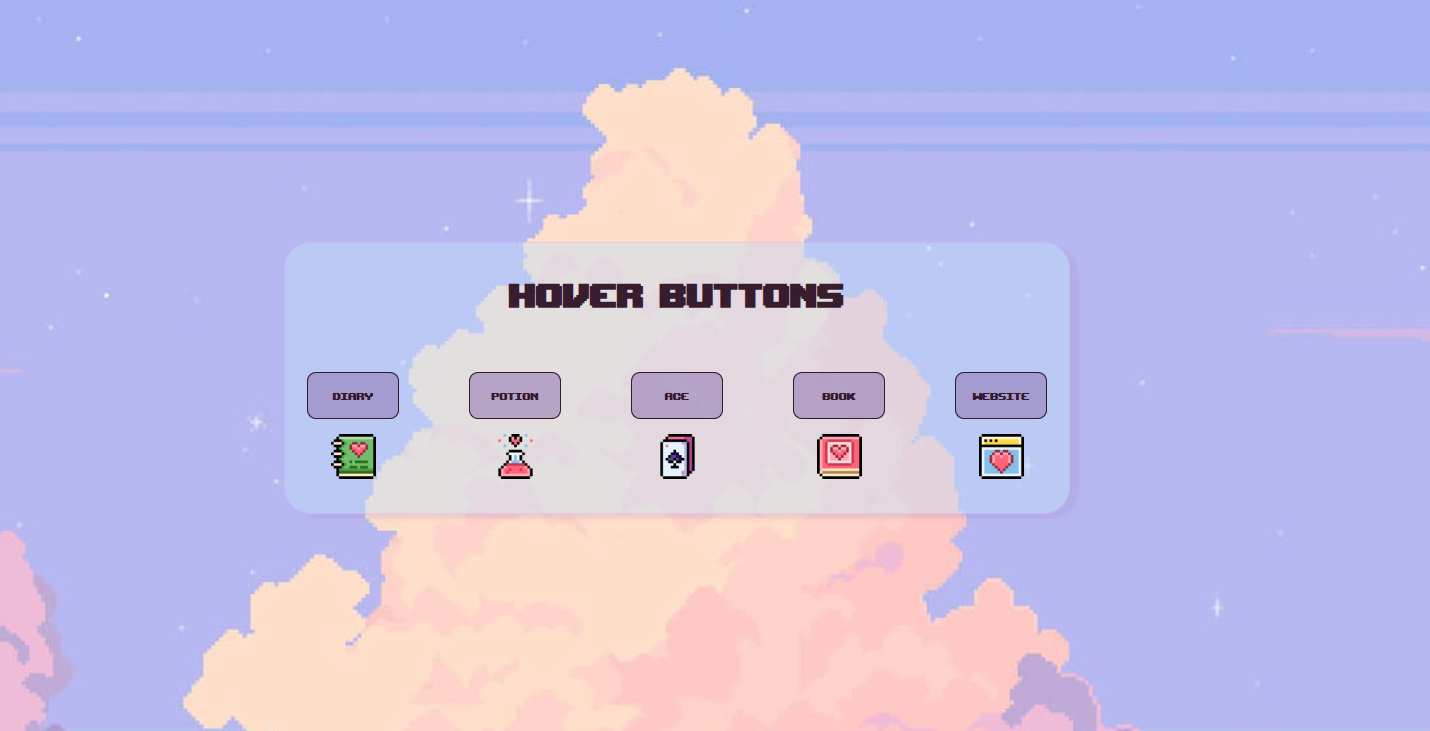 HOVER BUTTONS
DIARY
POTION
ACE
BOOK
WEBSITE